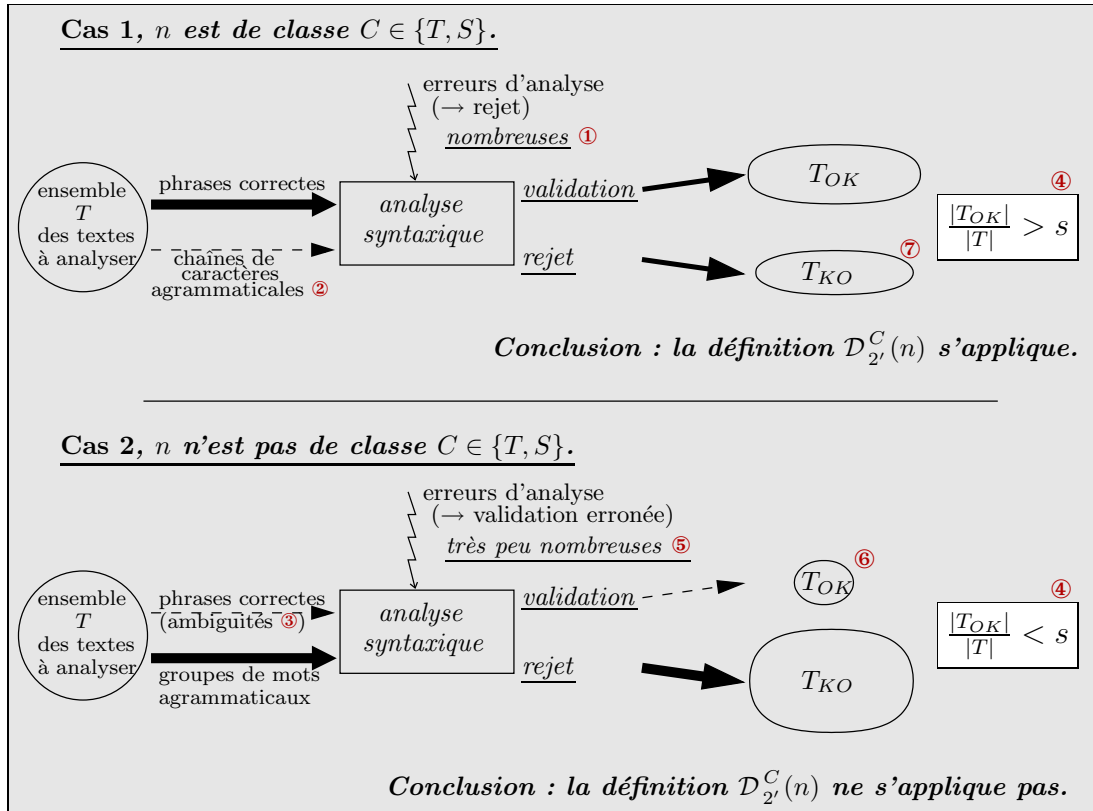 Cas 1, n est de classe C ∈ {T, S}.
erreurs d'analyse
(→ rejet)
nombreuses ①
ensemble
T
des textes
à analyser
phrases correctes
chaînes de
caractères
agrammaticales ②
analyse
syntaxique
validation
rejet
T_OK
T_KO
⑦
④
|T_OK| / |T| > s
Conclusion : la définition D_2'^C(n) s'applique.
Cas 2, n n'est pas de classe C ∈ {T, S}.
erreurs d'analyse
(→ validation erronée)
très peu nombreuses ⑤
ensemble
T
des textes
à analyser
phrases correctes
(ambiguïtés ③)
groupes de mots
agrammaticaux
analyse
syntaxique
validation
rejet
T_OK
⑥
T_KO
④
|T_OK| / |T| < s
Conclusion : la définition D_2'^C(n) ne s'applique pas.